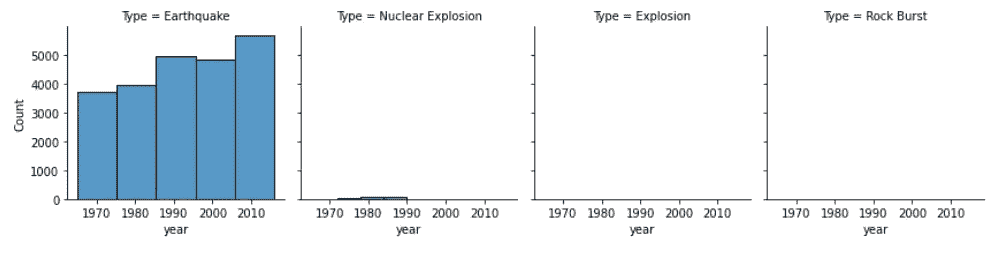 Type = Earthquake Type = Nuclear Explosion Type = Explosion Type = Rock Burst
5000
4000
3000
2000
1000
0
Count
1970 1980 1990 2000 2010 1970 1980 1990 2000 2010 1970 1980 1990 2000 2010 1970 1980 1990 2000 2010
year year year year